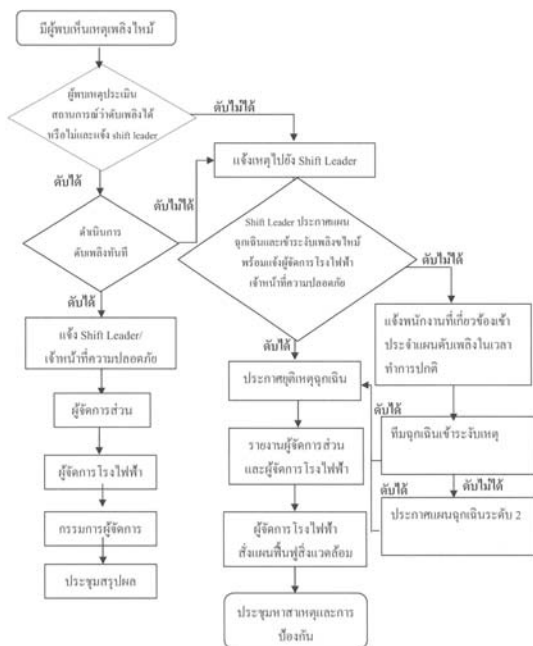 มีผู้พบเห็นเหตุเพลิงไหม้
ผู้พบเหตุประเมิน
สถานการณ์ว่าดับเพลิงได้
หรือไม่และแจ้ง shift leader
ดับไม่ได้
แจ้งเหตุไปยัง Shift Leader
ดับได้
ดับไม่ได้
ดำเนินการ
ดับเพลิงทันที
Shift Leader ประกาศแผน
ฉุกเฉินและเข้าระงับเพลิงขไหม้
พร้อมแจ้งผู้จัดการโรงไฟฟ้า
เจ้าหน้าที่ความปลอดภัย
ดับไม่ได้
ดับได้
แจ้ง Shift Leader/
เจ้าหน้าที่ความปลอดภัย
แจ้งพนักงานที่เกี่ยวข้องเข้า
ประจำแผนดับเพลิงในเวลา
ทำการปกติ
ดับได้
ประกาศยุติเหตุฉุกเฉิน
ผู้จัดการส่วน
ดับได้
ทีมฉุกเฉินเข้าระงับเหตุ
รายงานผู้จัดการส่วน
และผู้จัดการโรงไฟฟ้า
ผู้จัดการโรงไฟฟ้า
ดับได้
ดับไม่ได้
ประกาศแผนฉุกเฉินระดับ 2
กรรมการผู้จัดการ
ผู้จัดการโรงไฟฟ้า
สั่งแผนฟื้นฟูสิ่งแวดล้อม
ประชุมสรุปผล
ประชุมหาสาเหตุและการ
ป้องกัน